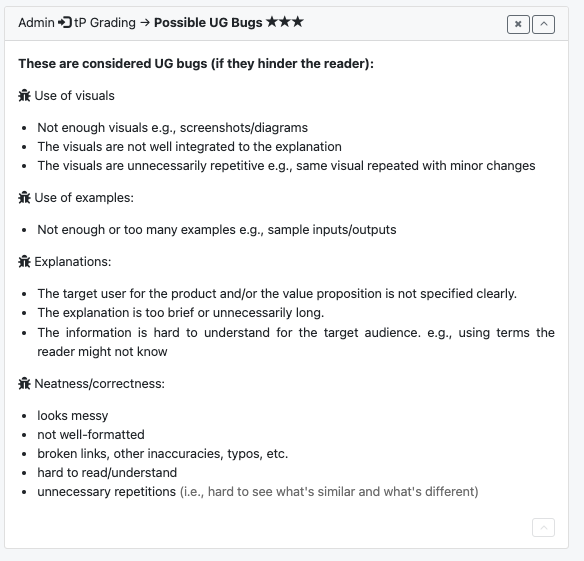 Admin tP Grading → Possible UG Bugs ★★★
These are considered UG bugs (if they hinder the reader):
Use of visuals
• Not enough visuals e.g., screenshots/diagrams
• The visuals are not well integrated to the explanation
• The visuals are unnecessarily repetitive e.g., same visual repeated with minor changes
Use of examples:
• Not enough or too many examples e.g., sample inputs/outputs
Explanations:
• The target user for the product and/or the value proposition is not specified clearly.
• The explanation is too brief or unnecessarily long.
• The information is hard to understand for the target audience. e.g., using terms the
reader might not know
Neatness/correctness:
• looks messy
• not well-formatted
• broken links, other inaccuracies, typos, etc.
• hard to read/understand
• unnecessary repetitions (i.e., hard to see what's similar and what's different)